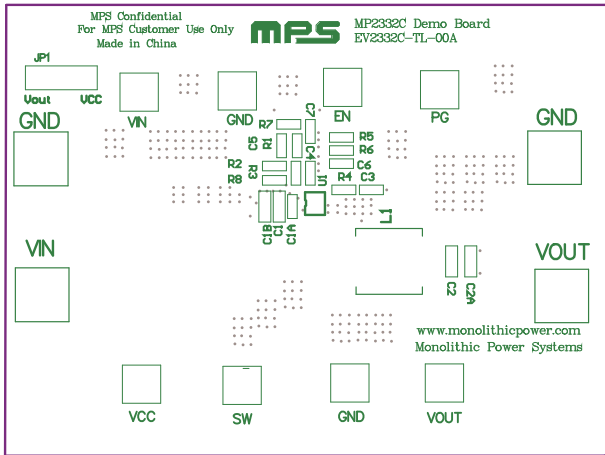 MPS Confidential
For MPS Customer Use Only
Made in China
mps
MP2332C Demo Board
EV2332C-TL-00A
JP1
Vout
VCC
GND
VIN
GND
EN
PG
GND
C7
R7
C5
R1
C4
R5
R6
C6
R2
R3
R8
U1
R4
C3
L1
C1B
C1
C1A
VIN
VOUT
C2
C2A
www.monolithicpower.com
Monolithic Power Systems
VCC
SW
GND
VOUT